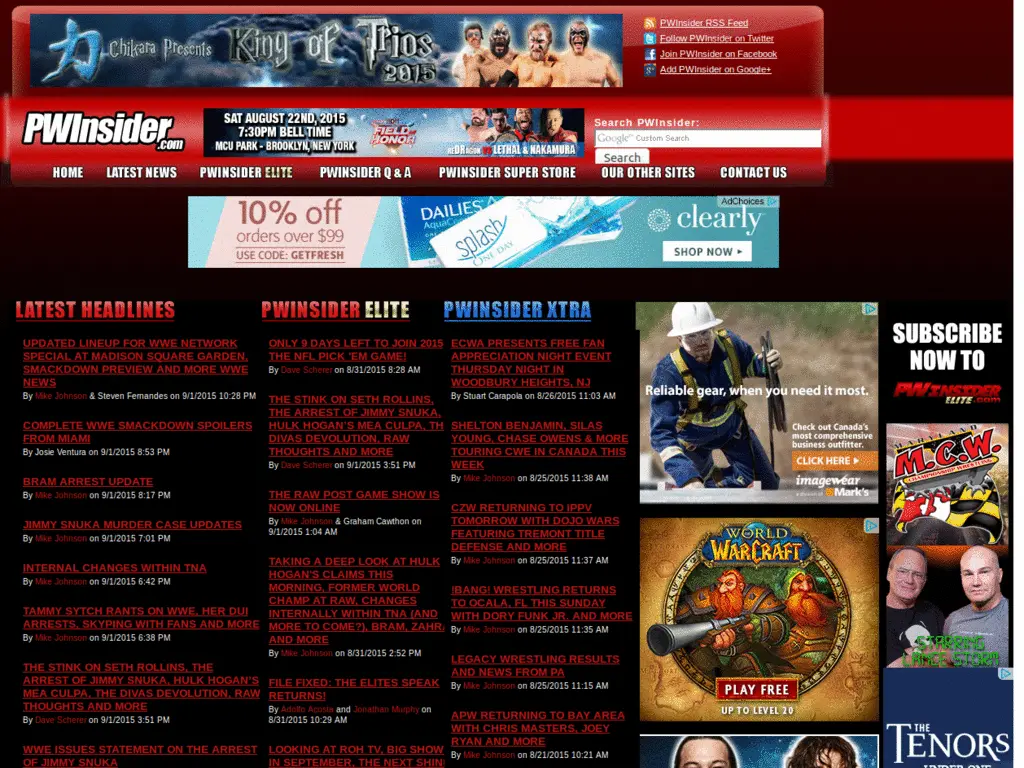 力 Chikara Presents King of Trios 2015
PWInsider RSS Feed
Follow PWInsider on Twitter
Join PWInsider on Facebook
Add PWInsider on Google+
PWInsider.com
SAT AUGUST 22ND, 2015
7:30PM BELL TIME
MCU PARK - BROOKLYN, NEW YORK
FIELD OF HONOR
REDRAGON VS LETHAL & NAKAMURA
Search PWInsider:
Google™ Custom Search
Search
HOME LATEST NEWS PWINSIDER ELITE PWINSIDER Q & A PWINSIDER SUPER STORE OUR OTHER SITES CONTACT US
10% off
orders over $99
USE CODE: GETFRESH
DAILIES
AquaComfort
splash
ONE DAY
AdChoices
clearly
SHOP NOW
LATEST HEADLINES
UPDATED LINEUP FOR WWE NETWORK
SPECIAL AT MADISON SQUARE GARDEN,
SMACKDOWN PREVIEW AND MORE WWE
NEWS
By Mike Johnson & Steven Fernandes on 9/1/2015 10:28 PM
COMPLETE WWE SMACKDOWN SPOILERS
FROM MIAMI
By Josie Ventura on 9/1/2015 8:53 PM
BRAM ARREST UPDATE
By Mike Johnson on 9/1/2015 8:17 PM
JIMMY SNUKA MURDER CASE UPDATES
By Mike Johnson on 9/1/2015 7:01 PM
INTERNAL CHANGES WITHIN TNA
By Mike Johnson on 9/1/2015 6:42 PM
TAMMY SYTCH RANTS ON WWE, HER DUI
ARRESTS, SKYPING WITH FANS AND MORE
By Mike Johnson on 9/1/2015 6:38 PM
THE STINK ON SETH ROLLINS, THE
ARREST OF JIMMY SNUKA, HULK HOGAN'S
MEA CULPA, THE DIVAS DEVOLUTION, RAW
THOUGHTS AND MORE
By Dave Scherer on 9/1/2015 3:51 PM
WWE ISSUES STATEMENT ON THE ARREST
OF JIMMY SNUKA
PWINSIDER ELITE
ONLY 9 DAYS LEFT TO JOIN 2015
THE NFL PICK 'EM GAME!
By Dave Scherer on 8/31/2015 8:28 AM
THE STINK ON SETH ROLLINS,
THE ARREST OF JIMMY SNUKA,
HULK HOGAN'S MEA CULPA, TH
DIVAS DEVOLUTION, RAW
THOUGHTS AND MORE
By Dave Scherer on 9/1/2015 3:51 PM
THE RAW POST GAME SHOW IS
NOW ONLINE
By Mike Johnson & Graham Cawthon on
9/1/2015 1:04 AM
TAKING A DEEP LOOK AT HULK
HOGAN'S CLAIMS THIS
MORNING, FORMER WORLD
CHAMP AT RAW, CHANGES
INTERNALLY WITHIN TNA (AND
MORE TO COME?), BRAM, ZAHRA
AND MORE
By Mike Johnson on 8/31/2015 2:52 PM
FILE FIXED: THE ELITES SPEAK
RETURNS!
By Adolfo Acosta and Jonathan Murphy on
8/31/2015 10:29 AM
LOOKING AT ROH TV, BIG SHOW
IN SEPTEMBER, THE NEXT SHIN
PWINSIDER XTRA
ECWA PRESENTS FREE FAN
APPRECIATION NIGHT EVENT
THURSDAY NIGHT IN
WOODBURY HEIGHTS, NJ
By Stuart Carapola on 8/26/2015 11:03 AM
SHELTON BENJAMIN, SILAS
YOUNG, CHASE OWENS & MORE
TOURING CWE IN CANADA THIS
WEEK
By Mike Johnson on 8/25/2015 11:38 AM
CZW RETURNING TO IPPV
TOMORROW WITH DOJO WARS
FEATURING TREMONT TITLE
DEFENSE AND MORE
By Mike Johnson on 8/25/2015 11:37 AM
!BANG! WRESTLING RETURNS
TO OCALA, FL THIS SUNDAY
WITH DORY FUNK JR. AND MORE
By Mike Johnson on 8/25/2015 11:35 AM
LEGACY WRESTLING RESULTS
AND NEWS FROM PA
By Mike Johnson on 8/25/2015 11:15 AM
APW RETURNING TO BAY AREA
WITH CHRIS MASTERS, JOEY
RYAN AND MORE
By Mike Johnson on 8/21/2015 10:21 AM
Reliable gear, when you need it most.
Check out Canada's
most comprehensive
business outfitter.
CLICK HERE
imagewear
a division of Mark's
WORLD
OF
WARCRAFT
PLAY FREE
UP TO LEVEL 20
SUBSCRIBE
NOW TO
PWINSIDER
ELITE.com
MARYLAND
M.C.W.
CHAMPIONSHIP WRESTLING
STARRING
LANCE STORM
THE
TENORS
UNDER ONE